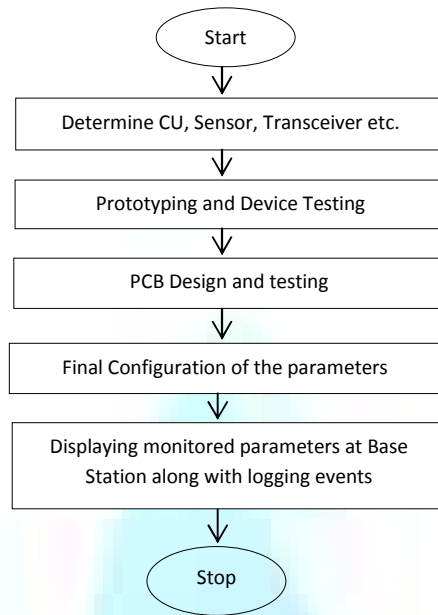 Start
Determine CU, Sensor, Transceiver etc.
Prototyping and Device Testing
PCB Design and testing
Final Configuration of the parameters
Displaying monitored parameters at Base
Station along with logging events
Stop